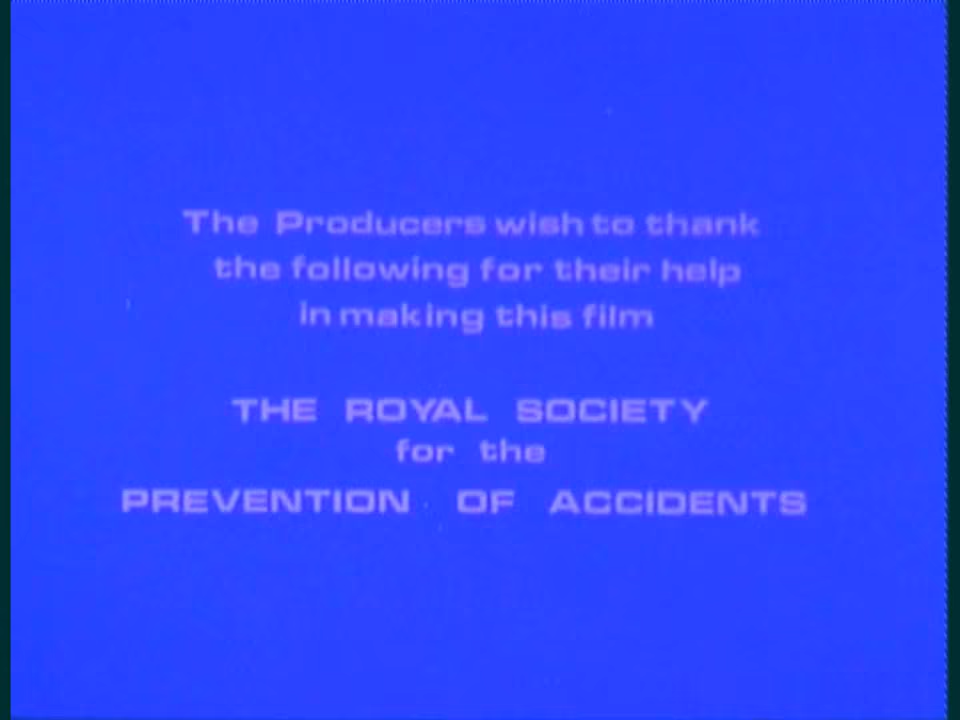 The Producers wish to thank
the following for their help
in making this film
THE ROYAL SOCIETY
for the
PREVENTION OF ACCIDENTS